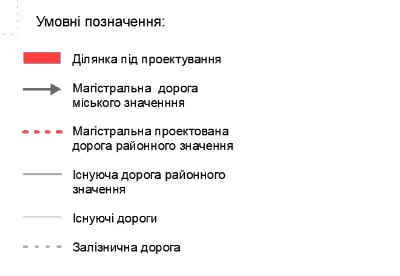 Умовні позначення:
Ділянка під проектування
Магістральна дорога
міського значенння
Магістральна проектована
дорога районного значення
Існуюча дорога районного
значення
Існуючі дороги
Залізнична дорога